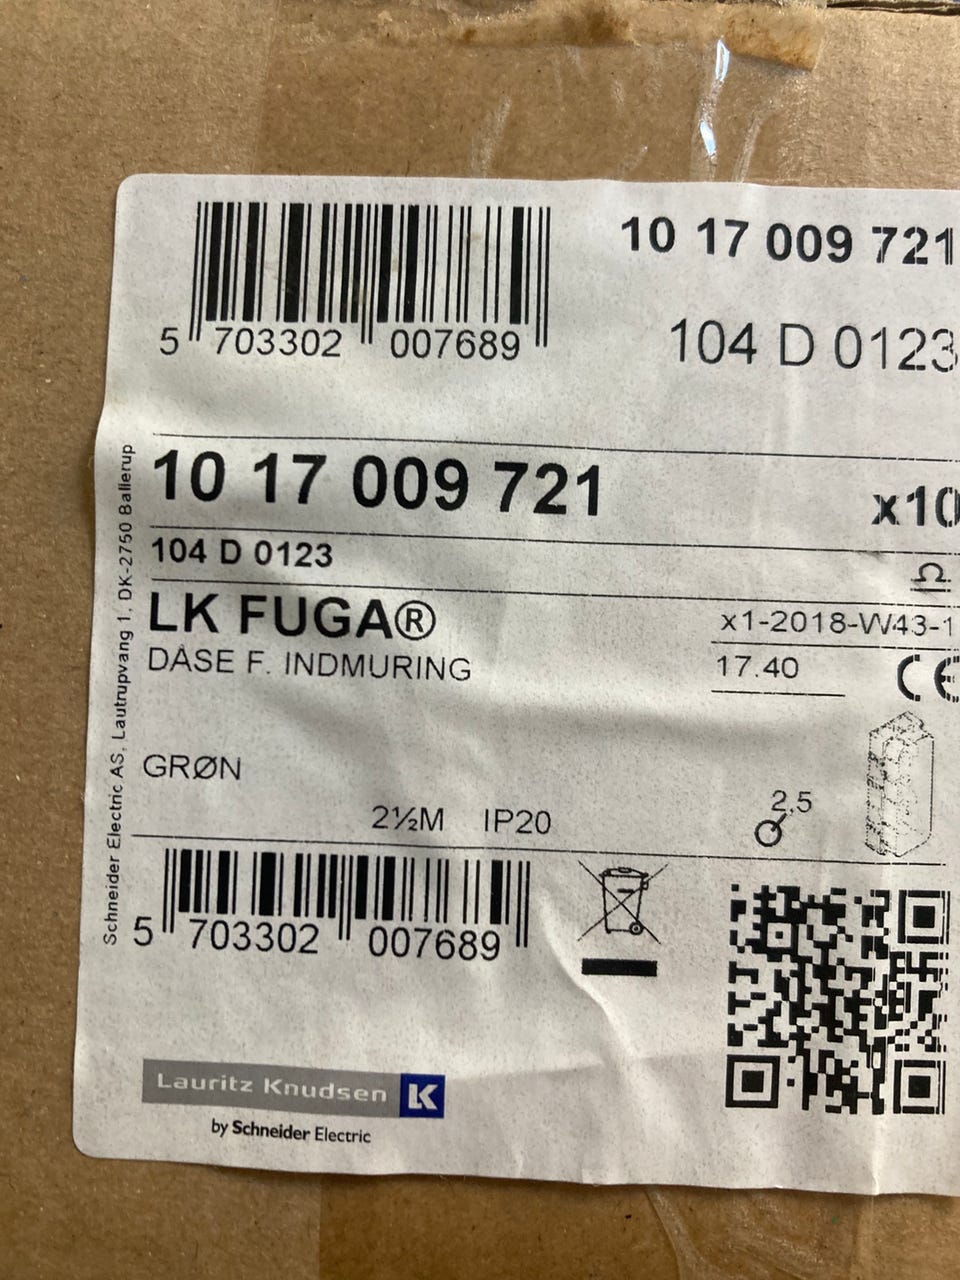 10 17 009 721
5 703302 007689
104 D 0123
10 17 009 721 x10
104 D 0123
LK FUGA®
x1-2018-W43-1
DÅSE F. INDMURING
17.40
CE
GRØN
2,5
2½M IP20
5 703302 007689
Schneider Electric AS, Lautrupvang 1, DK-2750 Ballerup
Lauritz Knudsen LK
by Schneider Electric